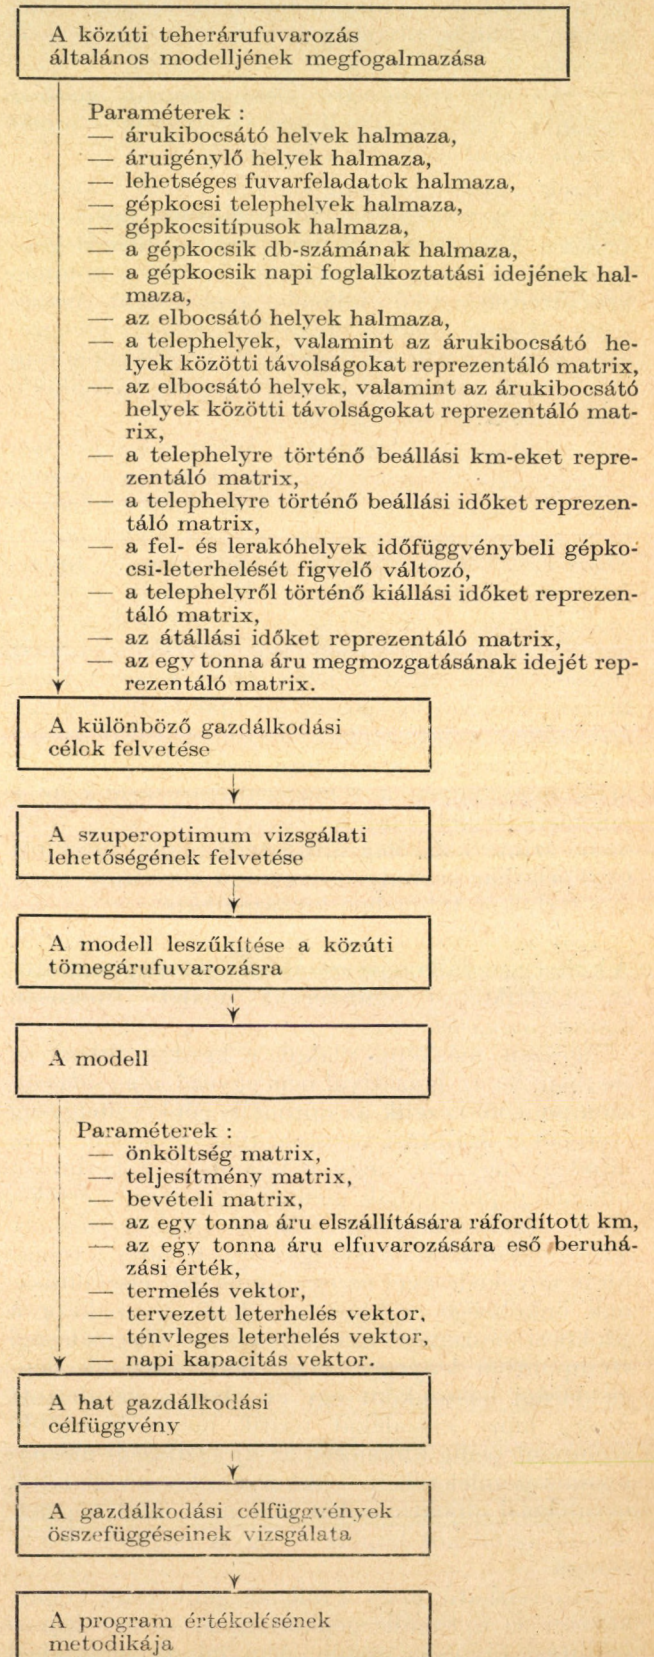 A közúti teherárufuvarozás
általános modelljének megfogalmazása
Paraméterek :
— árukibocsátó helyek halmaza,
— áruigénylő helyek halmaza,
— lehetséges fuvarfeladatok halmaza,
— gépkocsi telephelyek halmaza,
— gépkocsitípusok halmaza,
— a gépkocsik db-számának halmaza,
— a gépkocsik napi foglalkoztatási idejének hal-
maza,
— az elbocsátó helyek halmaza,
— a telephelyek, valamint az árukibocsátó he-
lyek közötti távolságokat reprezentáló matrix,
— az elbocsátó helyek, valamint az árukibocsátó
helyek közötti távolságokat reprezentáló mat-
rix,
— a telephelyre történő beállási km-eket repre-
zentáló matrix,
— a telephelyre történő beállási időket reprezen-
táló matrix,
— a fel- és lerakóhelyek időfüggvénybeli gépko-
csi-leterhelését figyelő változó,
— a telephelyről történő kiállási időket reprezen-
táló matrix,
— az átállási időket reprezentáló matrix,
— az egy tonna áru megmozgatásának idejét rep-
rezentáló matrix.
A különböző gazdálkodási
célok felvetése
A szuperoptimum vizsgálati
lehetőségének felvetése
A modell leszűkítése a közúti
tömegárufuvarozásra
A modell
Paraméterek :
— önköltség matrix,
— teljesítmény matrix,
— bevételi matrix,
— az egy tonna áru elszállítására ráfordított km,
— az egy tonna áru elfuvarozására eső beruhá-
zási érték,
— termelés vektor,
— tervezett leterhelés vektor,
— tényleges leterhelés vektor,
— napi kapacitás vektor.
A hat gazdálkodási
célfüggvény
A gazdálkodási célfüggvények
összefüggéseinek vizsgálata
A program értékelésének
metodikája